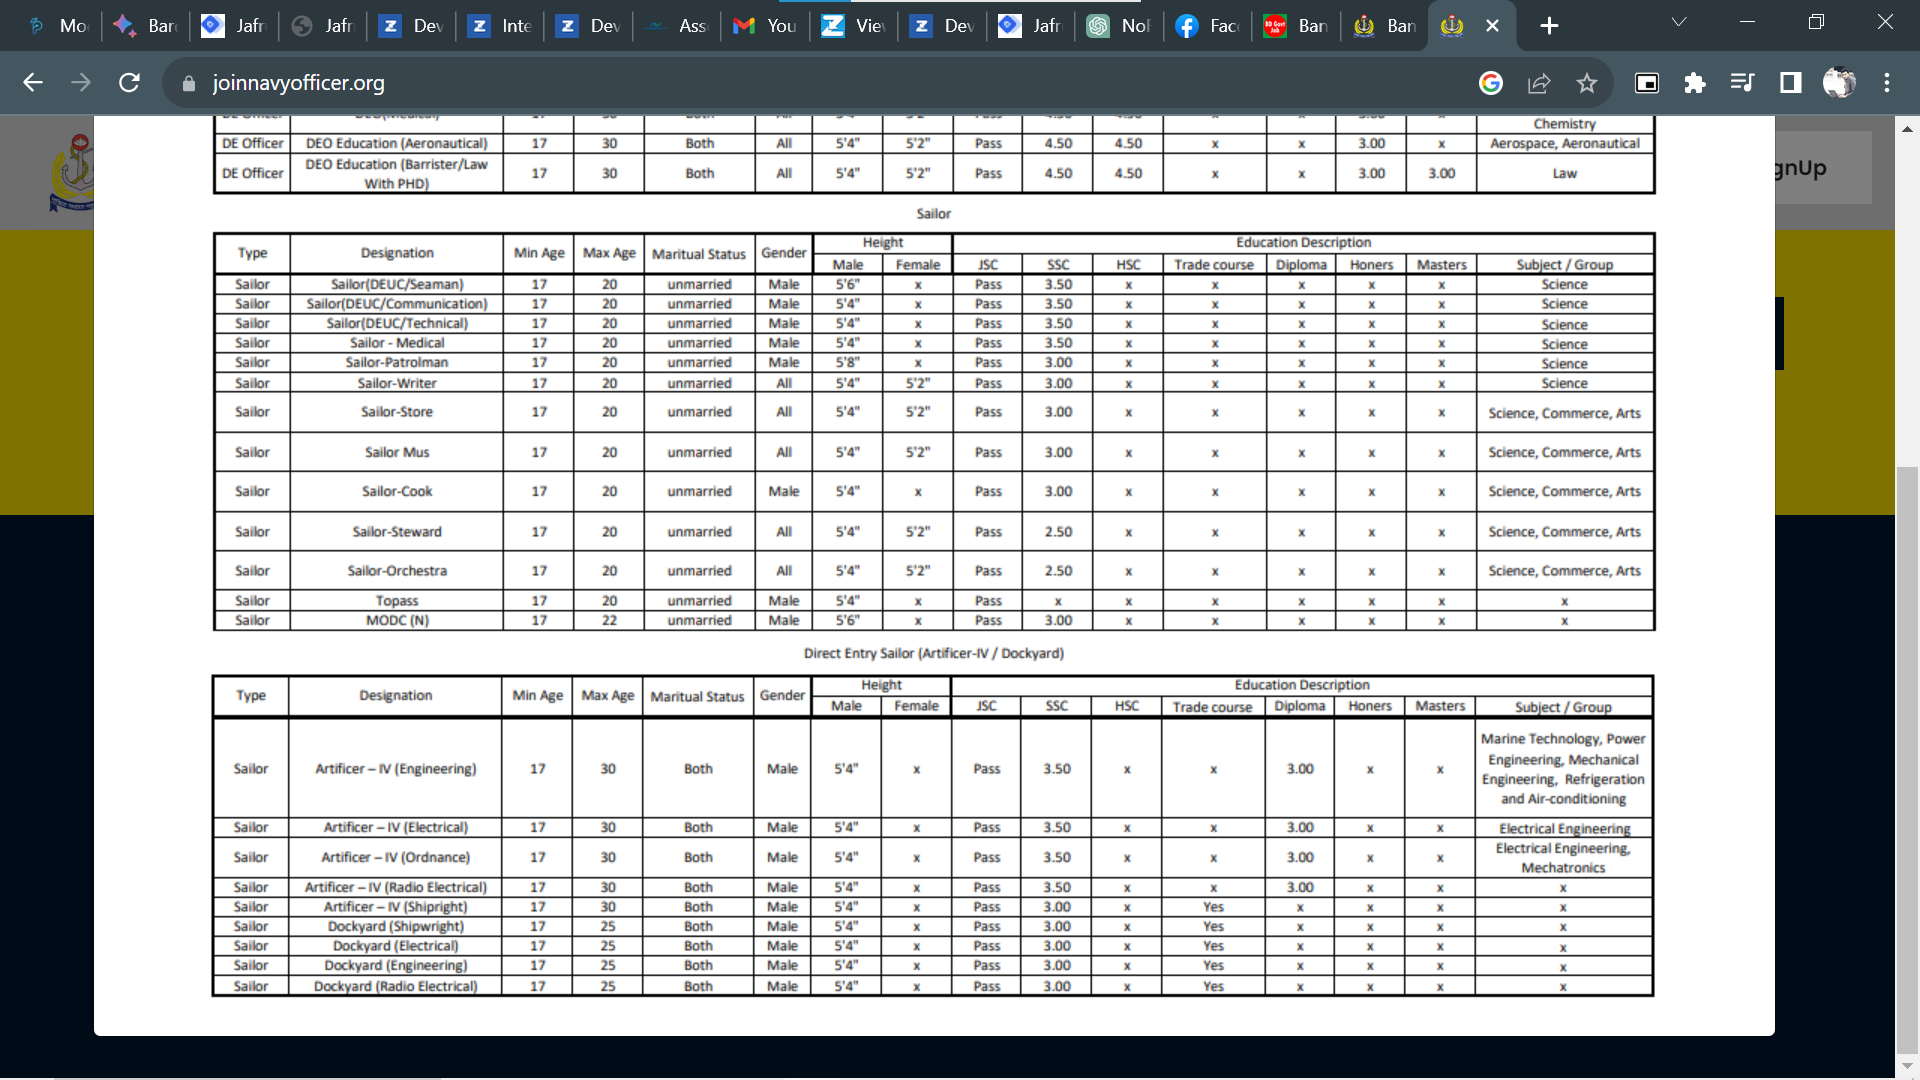 Mo Bar Jafr Jafr Dev Inte Dev Ass You Viev Dev Jafr NoF Face Ban Ban
joinnavyofficer.org
gnUp
Chemistry
DE Officer DEO Education (Aeronautical) 17 30 Both All 5'4" 5'2" Pass 4.50 4.50 x x 3.00 x Aerospace, Aeronautical
DE Officer DEO Education (Barrister/Law With PHD) 17 30 Both All 5'4" 5'2" Pass 4.50 4.50 x x 3.00 3.00 Law
Sailor
Type Designation Min Age Max Age Maritual Status Gender Height Education Description
Male Female JSC SSC HSC Trade course Diploma Honers Masters Subject / Group
Sailor Sailor(DEUC/Seaman) 17 20 unmarried Male 5'6" x Pass 3.50 x x x x x Science
Sailor Sailor(DEUC/Communication) 17 20 unmarried Male 5'4" x Pass 3.50 x x x x x Science
Sailor Sailor(DEUC/Technical) 17 20 unmarried Male 5'4" x Pass 3.50 x x x x x Science
Sailor Sailor - Medical 17 20 unmarried Male 5'4" x Pass 3.50 x x x x x Science
Sailor Sailor-Patrolman 17 20 unmarried Male 5'8" x Pass 3.00 x x x x x Science
Sailor Sailor-Writer 17 20 unmarried All 5'4" 5'2" Pass 3.00 x x x x x Science
Sailor Sailor-Store 17 20 unmarried All 5'4" 5'2" Pass 3.00 x x x x x Science, Commerce, Arts
Sailor Sailor Mus 17 20 unmarried All 5'4" 5'2" Pass 3.00 x x x x x Science, Commerce, Arts
Sailor Sailor-Cook 17 20 unmarried Male 5'4" x Pass 3.00 x x x x x Science, Commerce, Arts
Sailor Sailor-Steward 17 20 unmarried All 5'4" 5'2" Pass 2.50 x x x x x Science, Commerce, Arts
Sailor Sailor-Orchestra 17 20 unmarried All 5'4" 5'2" Pass 2.50 x x x x x Science, Commerce, Arts
Sailor Topass 17 20 unmarried Male 5'4" x Pass x x x x x x x
Sailor MODC (N) 17 22 unmarried Male 5'6" x Pass 3.00 x x x x x x
Direct Entry Sailor (Artificer-IV / Dockyard)
Type Designation Min Age Max Age Maritual Status Gender Height Education Description
Male Female JSC SSC HSC Trade course Diploma Honers Masters Subject / Group
Sailor Artificer – IV (Engineering) 17 30 Both Male 5'4" x Pass 3.50 x x 3.00 x x Marine Technology, Power Engineering, Mechanical Engineering, Refrigeration and Air-conditioning
Sailor Artificer – IV (Electrical) 17 30 Both Male 5'4" x Pass 3.50 x x 3.00 x x Electrical Engineering
Sailor Artificer – IV (Ordnance) 17 30 Both Male 5'4" x Pass 3.50 x x 3.00 x x Electrical Engineering, Mechatronics
Sailor Artificer – IV (Radio Electrical) 17 30 Both Male 5'4" x Pass 3.50 x x 3.00 x x x
Sailor Artificer – IV (Shipright) 17 30 Both Male 5'4" x Pass 3.00 x Yes x x x x
Sailor Dockyard (Shipwright) 17 25 Both Male 5'4" x Pass 3.00 x Yes x x x x
Sailor Dockyard (Electrical) 17 25 Both Male 5'4" x Pass 3.00 x Yes x x x x
Sailor Dockyard (Engineering) 17 25 Both Male 5'4" x Pass 3.00 x Yes x x x x
Sailor Dockyard (Radio Electrical) 17 25 Both Male 5'4" x Pass 3.00 x Yes x x x x